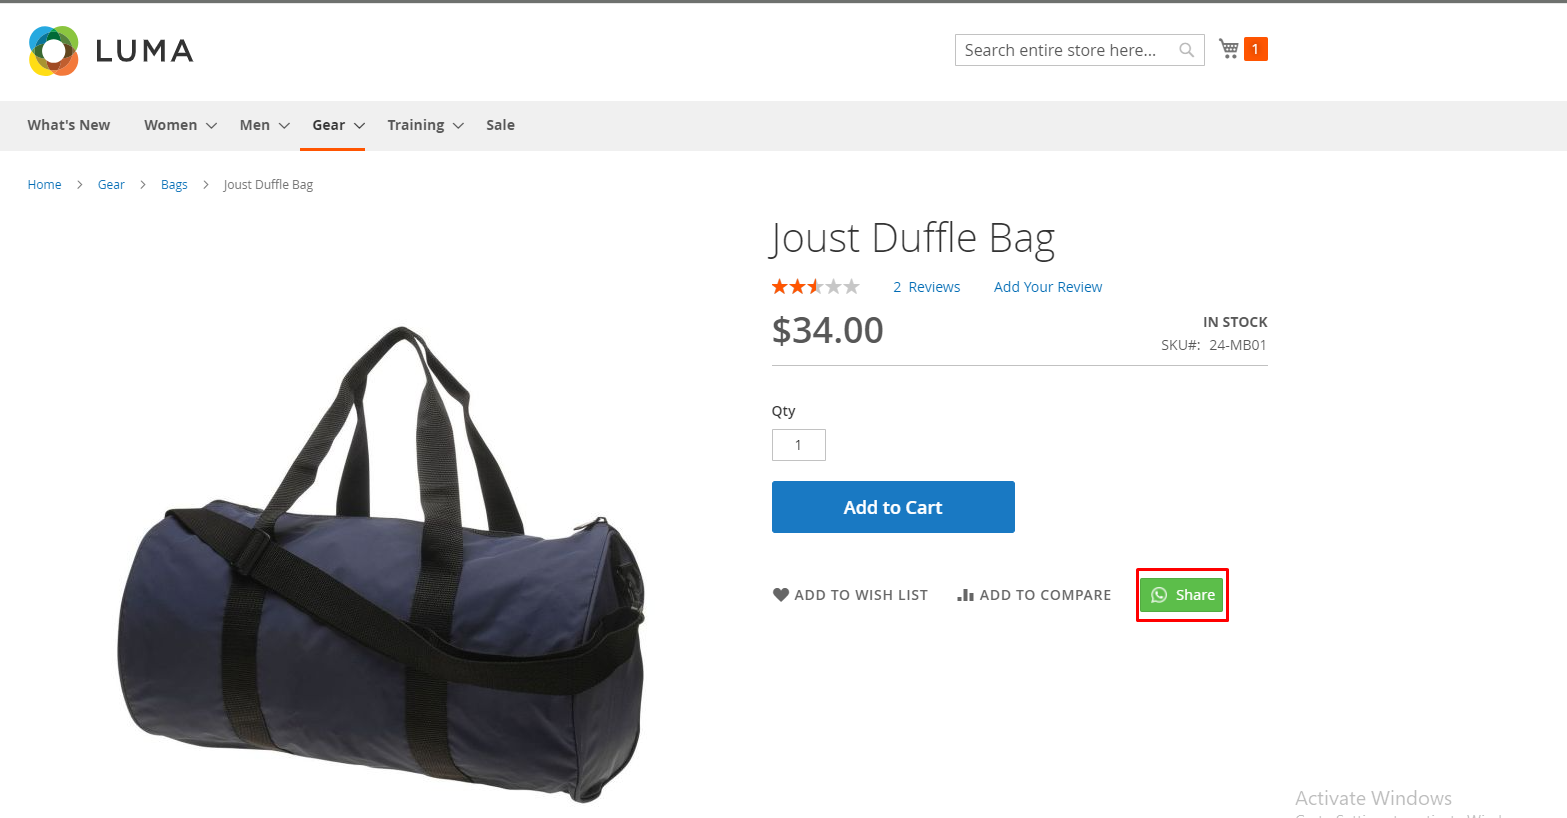 LUMA
Search entire store here...
1
What's New Women Men Gear Training Sale
Home Gear Bags Joust Duffle Bag
Joust Duffle Bag
2 Reviews Add Your Review
$34.00
IN STOCK
SKU#: 24-MB01
Qty
1
Add to Cart
ADD TO WISH LIST ADD TO COMPARE Share
Activate Windows